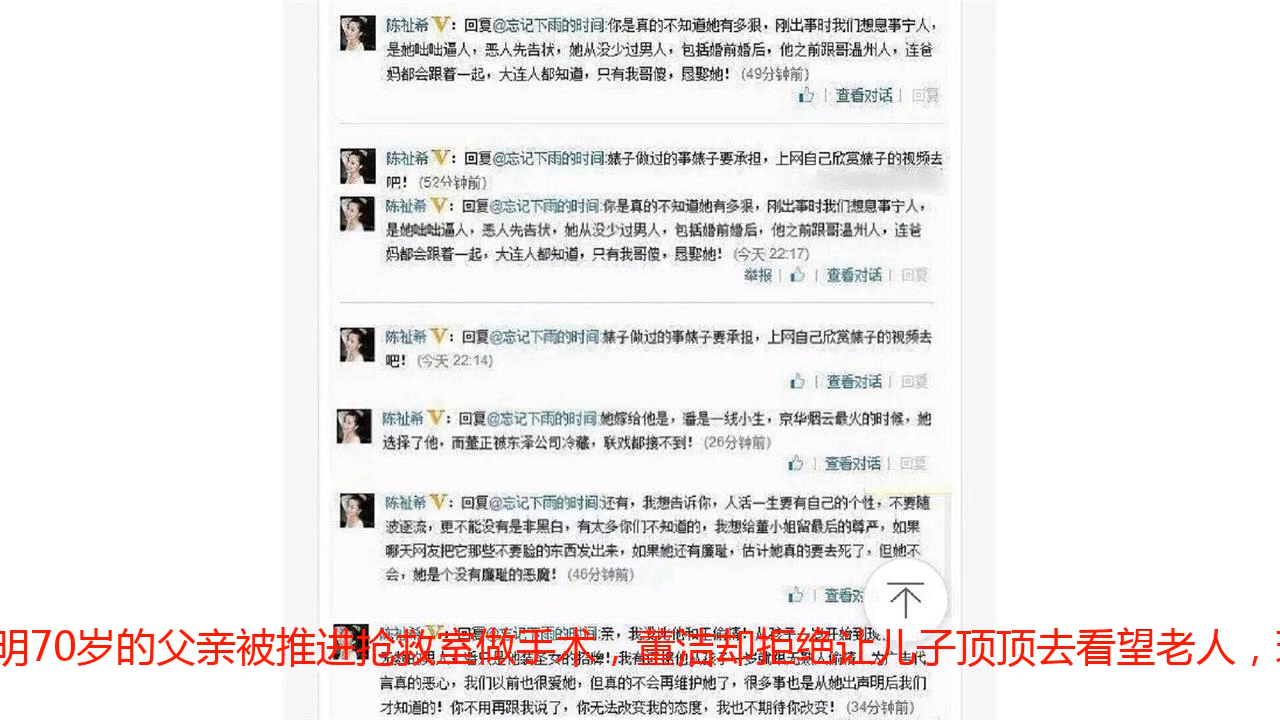 陈祉希V：回复@忘记下雨的时间:你是真的不知道她有多狠，刚出事时我们想息事宁人，
是她咄咄逼人，恶人先告状，她从没少过男人，包括婚前婚后，他之前跟哥温州人，连爸
妈都会跟着一起，大连人都知道，只有我哥傻，恳娶她！(49分钟前)
查看对话 | 回复
陈祉希V：回复@忘记下雨的时间:婊子做过的事婊子要承担，上网自己欣赏婊子的视频去
吧！(52分钟前)
陈祉希V：回复@忘记下雨的时间:你是真的不知道她有多狠，刚出事时我们想息事宁人，
是她咄咄逼人，恶人先告状，她从没少过男人，包括婚前婚后，他之前跟哥温州人，连爸
妈都会跟着一起，大连人都知道，只有我哥傻，恳娶她！(今天 22:17)
举报 | 查看对话 | 回复
陈祉希V：回复@忘记下雨的时间:婊子做过的事婊子要承担，上网自己欣赏婊子的视频去
吧！(今天 22:14)
查看对话 | 回复
陈祉希V：回复@忘记下雨的时间:她嫁给他是，潘是一线小生，京华烟云最火的时候，她
选择了他，而董正被东泽公司冷藏，联戏都接不到！(26分钟前)
查看对话 | 回复
陈祉希V：回复@忘记下雨的时间:还有，我想告诉你，人活一生要有自己的个性，不要随
波逐流，更不能没有是非黑白，有太多你们不知道的，我想给董小姐留最后的尊严，如果
哪天网友把它那些不要脸的东西发出来，如果她还有廉耻，估计她真的要去死了，但她不
会，她是个没有廉耻的恶魔！(46分钟前)
查看对
明70岁的父亲被推进抢救室做手术，董洁却拒绝让儿子顶顶去看望老人，
言真的恶心，我们以前也很爱她，但真的不会再维护她了，很多事也是从她出声明后我们
才知道的！你不用再跟我说了，你无法改变我的态度，我也不期待你改变！(34分钟前)